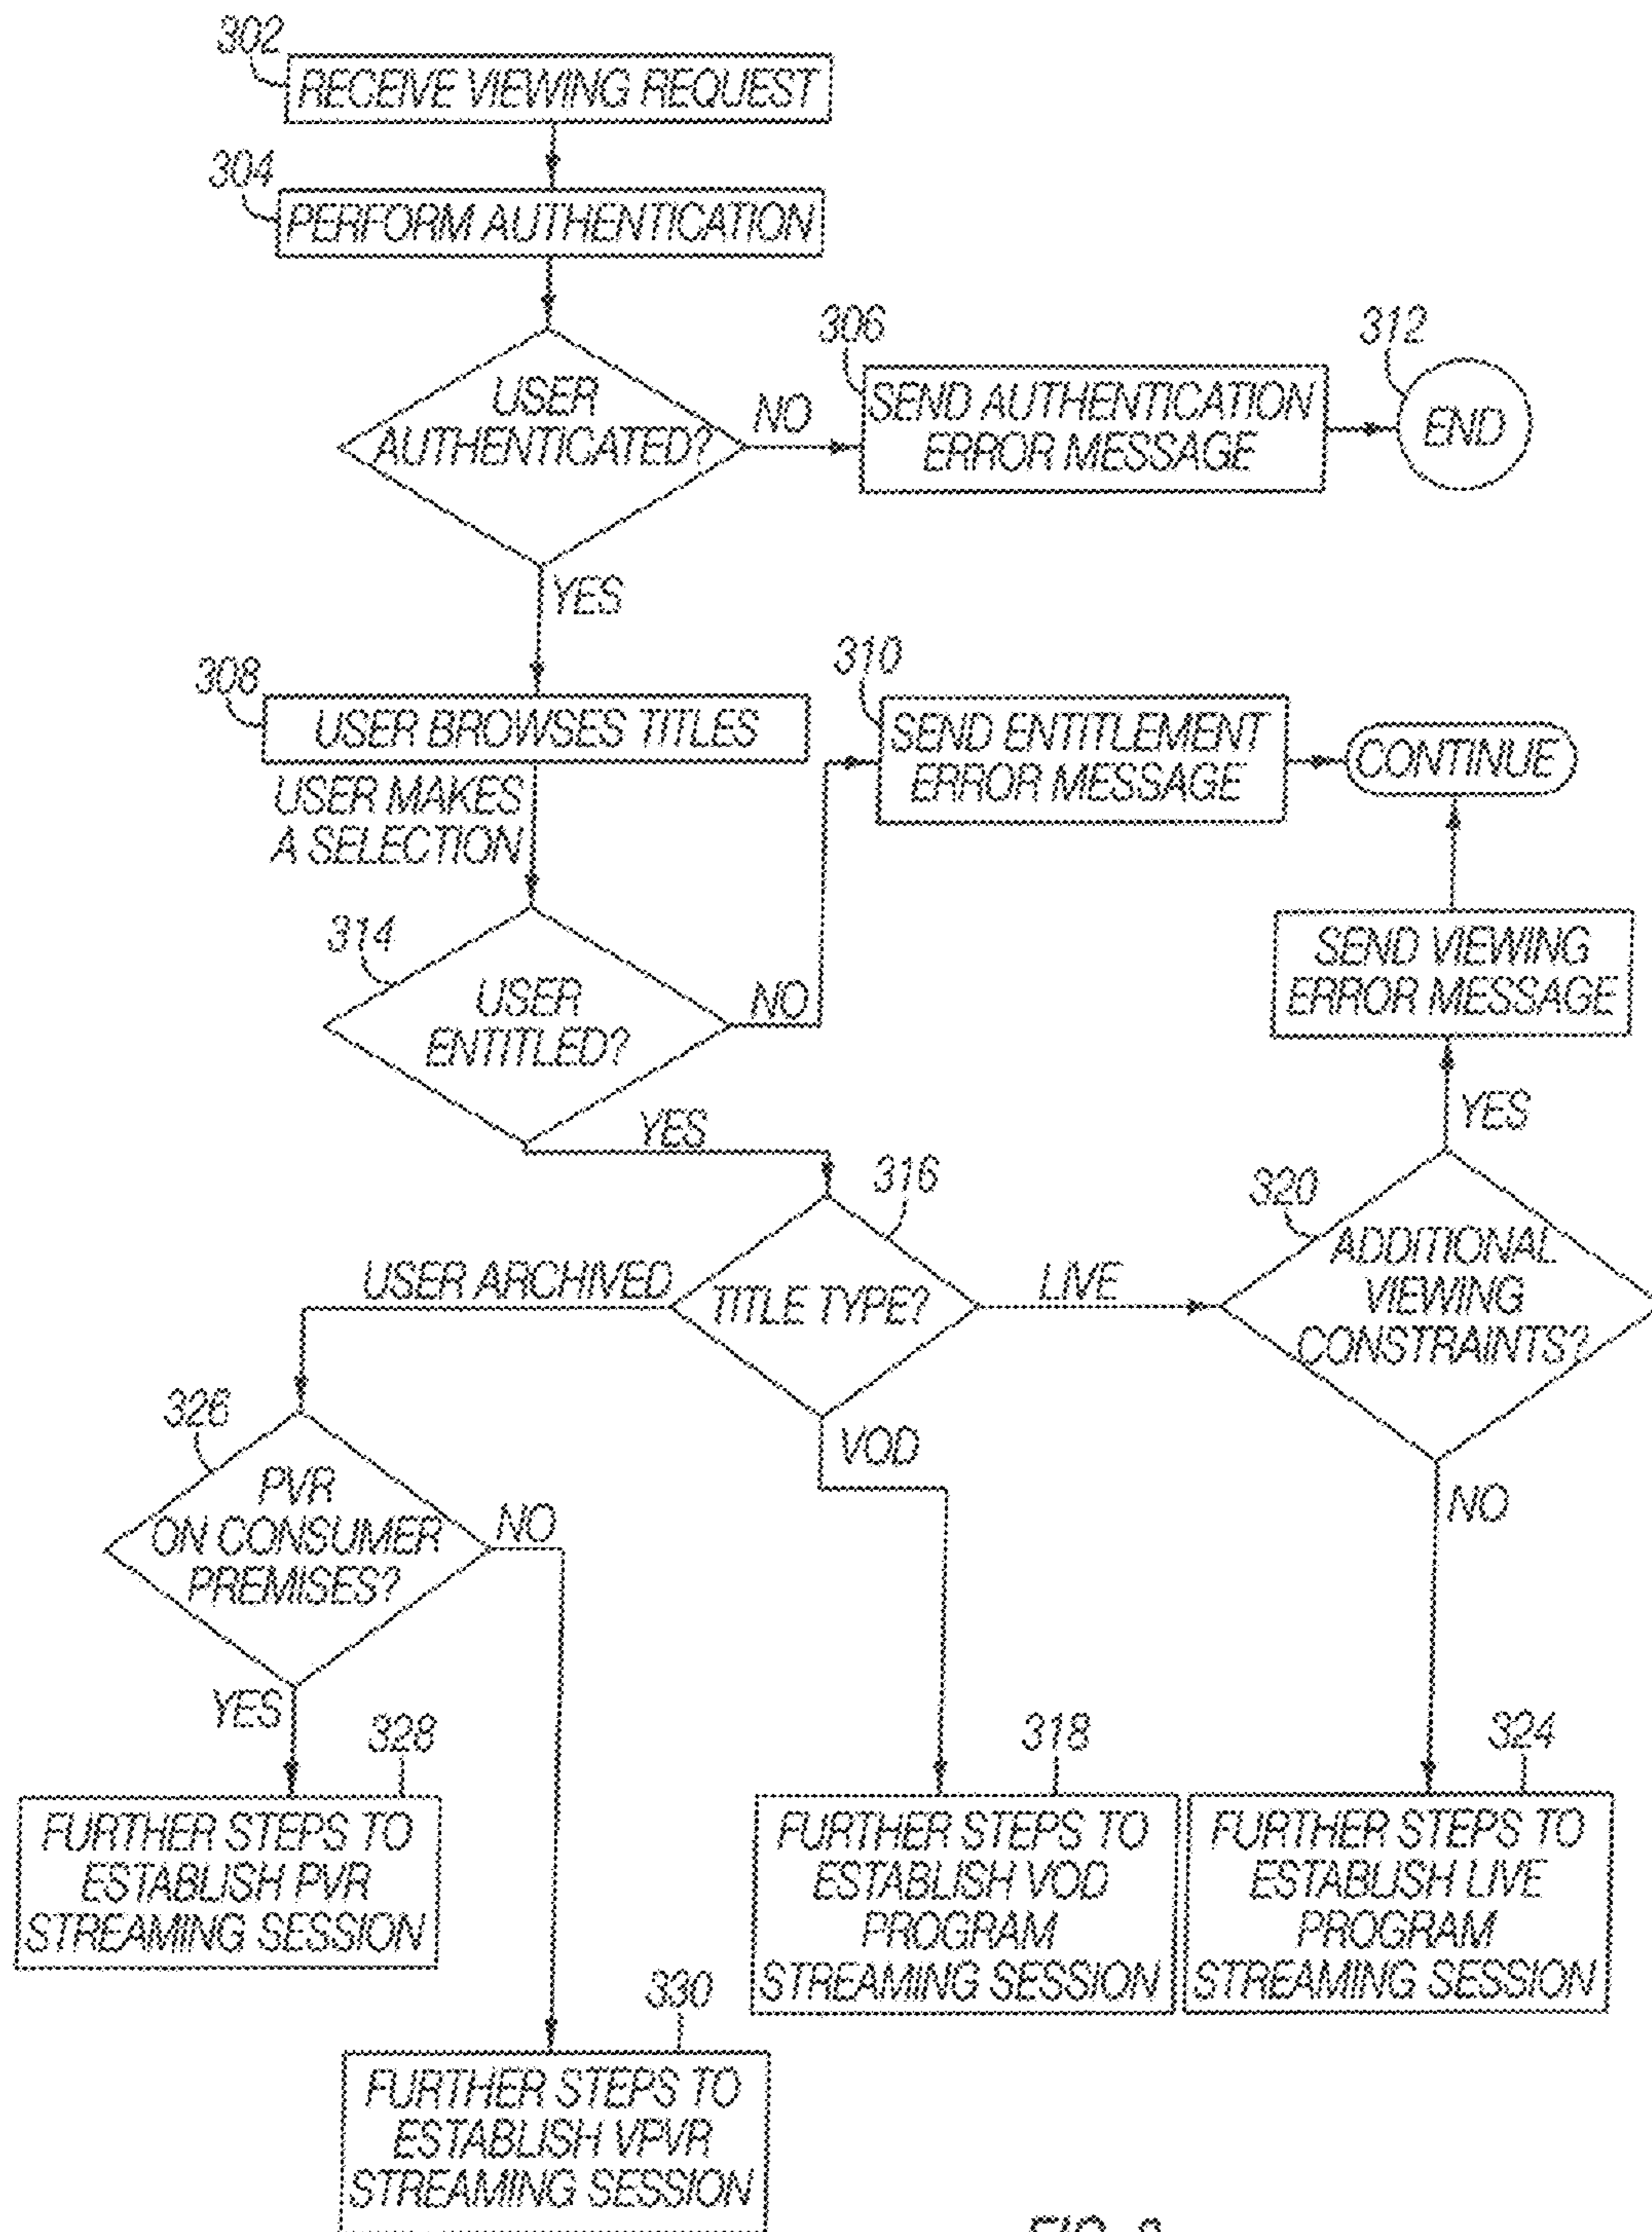 302
RECEIVE VIEWING REQUEST
304
PERFORM AUTHENTICATION
USER
AUTHENTICATED?
NO
306
SEND AUTHENTICATION
ERROR MESSAGE
312
END
YES
308
USER BROWSES TITLES
USER MAKES
A SELECTION
310
SEND ENTITLEMENT
ERROR MESSAGE
CONTINUE
314
USER
ENTITLED?
NO
YES
SEND VIEWING
ERROR MESSAGE
YES
316
TITLE TYPE?
USER ARCHIVED
LIVE
VOD
320
ADDITIONAL
VIEWING
CONSTRAINTS?
NO
326
PVR
ON CONSUMER
PREMISES?
NO
YES
328
FURTHER STEPS TO
ESTABLISH PVR
STREAMING SESSION
318
FURTHER STEPS TO
ESTABLISH VOD
PROGRAM
STREAMING SESSION
324
FURTHER STEPS TO
ESTABLISH LIVE
PROGRAM
STREAMING SESSION
330
FURTHER STEPS TO
ESTABLISH VPVR
STREAMING SESSION
FIG.